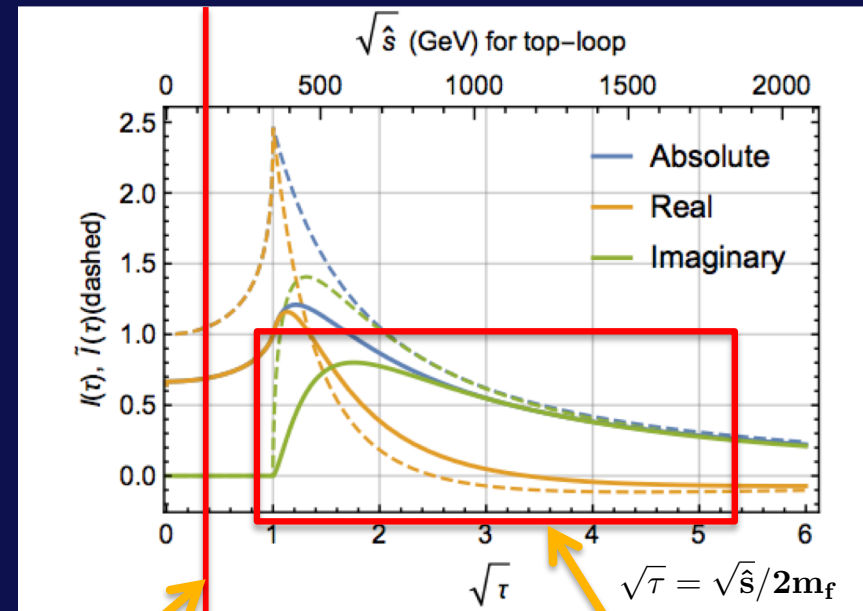 √ŝ (GeV) for top-loop
0 500 1000 1500 2000
2.5
2.0
1.5
1.0
0.5
0.0
I(τ), Ĩ(τ)(dashed)
Absolute
Real
Imaginary
0 1 2 3 4 5 6
√τ
√τ = √ŝ/2m_f